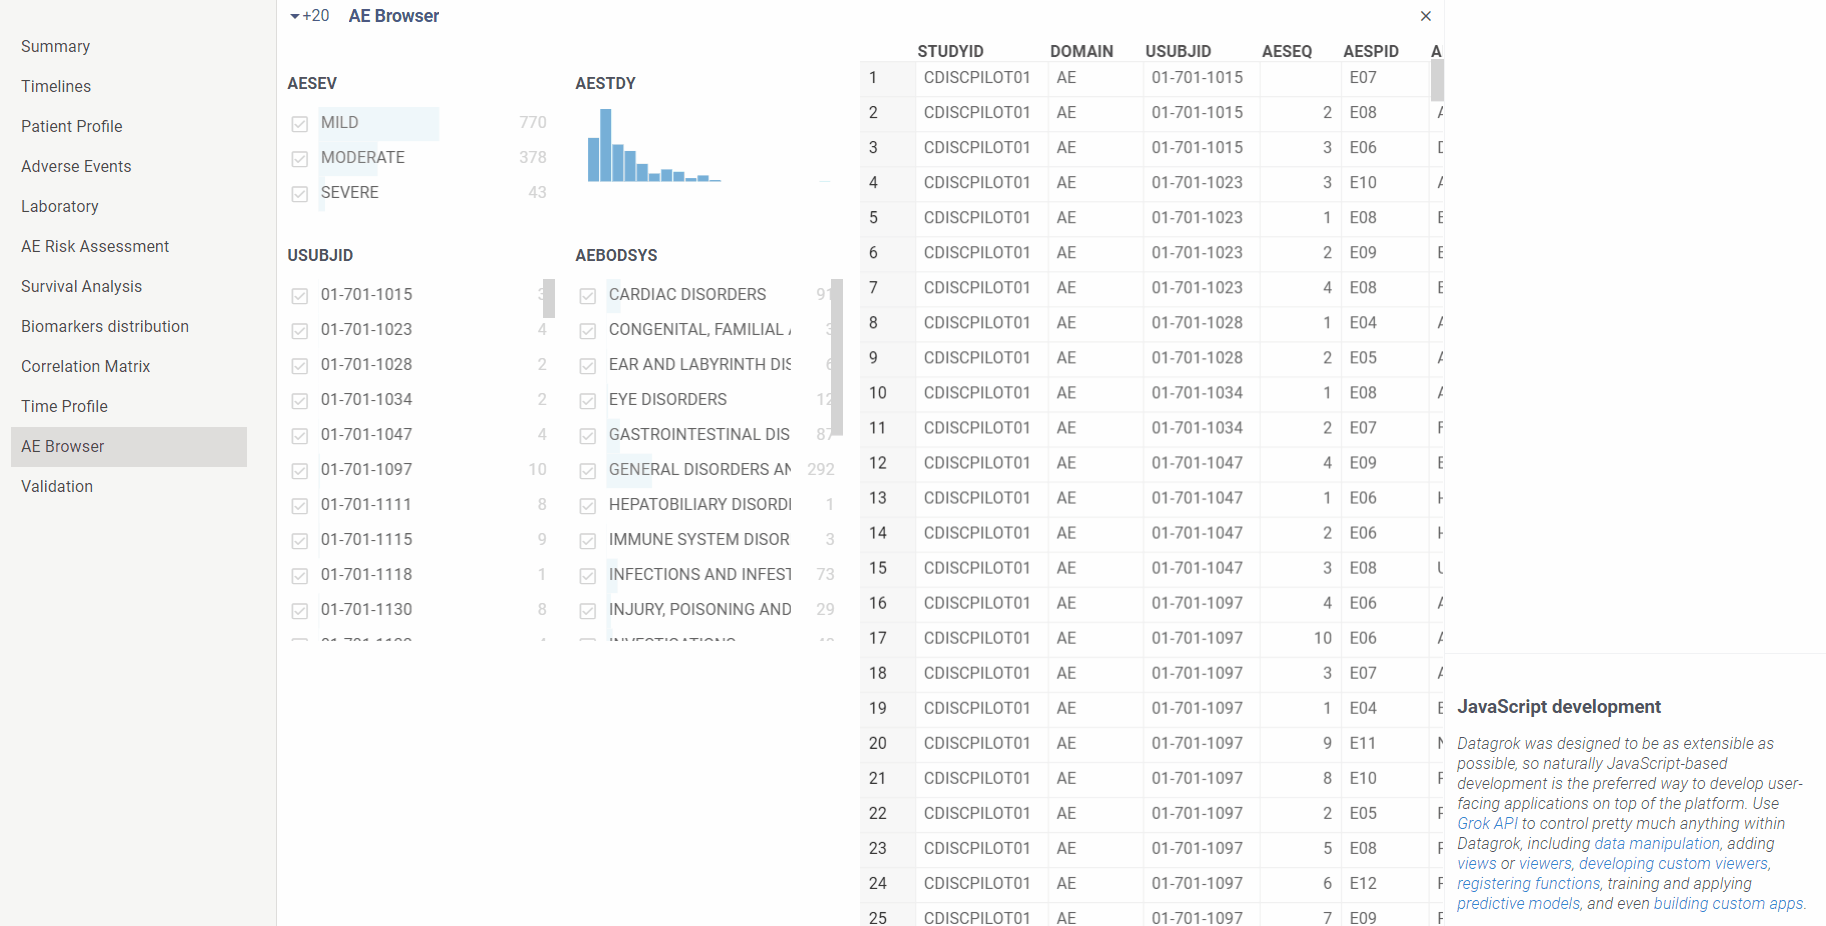 +20 AE Browser
Summary
Timelines
Patient Profile
Adverse Events
Laboratory
AE Risk Assessment
Survival Analysis
Biomarkers distribution
Correlation Matrix
Time Profile
AE Browser
Validation
AESEV
MILD 770
MODERATE 378
SEVERE 43
AESTDY
USUBJID
01-701-1015 3
01-701-1023 4
01-701-1028 2
01-701-1034 2
01-701-1047 4
01-701-1097 10
01-701-1111 8
01-701-1115 9
01-701-1118 1
01-701-1130 8
AEBODSYS
CARDIAC DISORDERS 91
CONGENITAL, FAMILIAL 3
EAR AND LABYRINTH DIS 6
EYE DISORDERS 12
GASTROINTESTINAL DIS 87
GENERAL DISORDERS AN 292
HEPATOBILIARY DISORDI 1
IMMUNE SYSTEM DISOR 3
INFECTIONS AND INFEST 73
INJURY, POISONING AND 29
INVESTIGATIONS
STUDYID DOMAIN USUBJID AESEQ AESPID A
1 CDISCPILOT01 AE 01-701-1015 E07
2 CDISCPILOT01 AE 01-701-1015 2 E08
3 CDISCPILOT01 AE 01-701-1015 3 E06
4 CDISCPILOT01 AE 01-701-1023 3 E10
5 CDISCPILOT01 AE 01-701-1023 1 E08
6 CDISCPILOT01 AE 01-701-1023 2 E09
7 CDISCPILOT01 AE 01-701-1023 4 E08
8 CDISCPILOT01 AE 01-701-1028 1 E04
9 CDISCPILOT01 AE 01-701-1028 2 E05
10 CDISCPILOT01 AE 01-701-1034 1 E08
11 CDISCPILOT01 AE 01-701-1034 2 E07
12 CDISCPILOT01 AE 01-701-1047 4 E09
13 CDISCPILOT01 AE 01-701-1047 1 E06
14 CDISCPILOT01 AE 01-701-1047 2 E06
15 CDISCPILOT01 AE 01-701-1047 3 E08
16 CDISCPILOT01 AE 01-701-1097 4 E06
17 CDISCPILOT01 AE 01-701-1097 10 E06
18 CDISCPILOT01 AE 01-701-1097 3 E07
19 CDISCPILOT01 AE 01-701-1097 1 E04
20 CDISCPILOT01 AE 01-701-1097 9 E11
21 CDISCPILOT01 AE 01-701-1097 8 E10
22 CDISCPILOT01 AE 01-701-1097 2 E05
23 CDISCPILOT01 AE 01-701-1097 5 E08
24 CDISCPILOT01 AE 01-701-1097 6 E12
25 CDISCPILOT01 AE 01-701-1097 7 E09
JavaScript development
Datagrok was designed to be as extensible as
possible, so naturally JavaScript-based
development is the preferred way to develop user-
facing applications on top of the platform. Use
Grok API to control pretty much anything within
Datagrok, including data manipulation, adding
views or viewers, developing custom viewers,
registering functions, training and applying
predictive models, and even building custom apps.